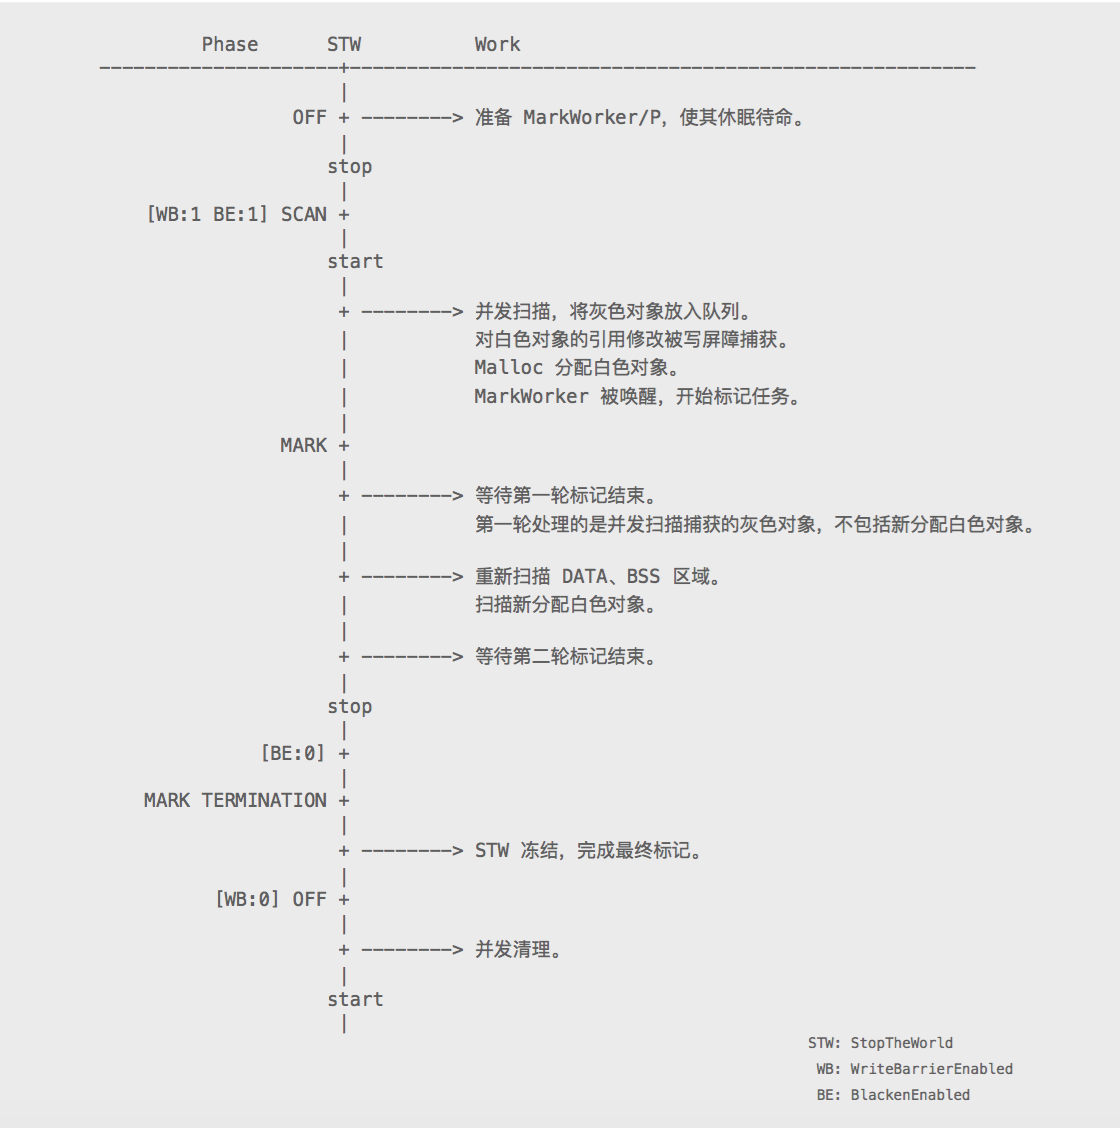 Phase STW Work
---------------------+-------------------------------------------------------
|
OFF + --------> 准备 MarkWorker/P，使其休眠待命。
|
stop
|
[WB:1 BE:1] SCAN +
|
start
|
+ --------> 并发扫描，将灰色对象放入队列。
| 对白色对象的引用修改被写屏障捕获。
| Malloc 分配白色对象。
| MarkWorker 被唤醒，开始标记任务。
|
MARK +
|
+ --------> 等待第一轮标记结束。
| 第一轮处理的是并发扫描捕获的灰色对象，不包括新分配白色对象。
|
+ --------> 重新扫描 DATA、BSS 区域。
| 扫描新分配白色对象。
|
+ --------> 等待第二轮标记结束。
|
stop
|
[BE:0] +
|
MARK TERMINATION +
|
+ --------> STW 冻结，完成最终标记。
|
[WB:0] OFF +
|
+ --------> 并发清理。
|
start
|
STW: StopTheWorld
WB: WriteBarrierEnabled
BE: BlackenEnabled